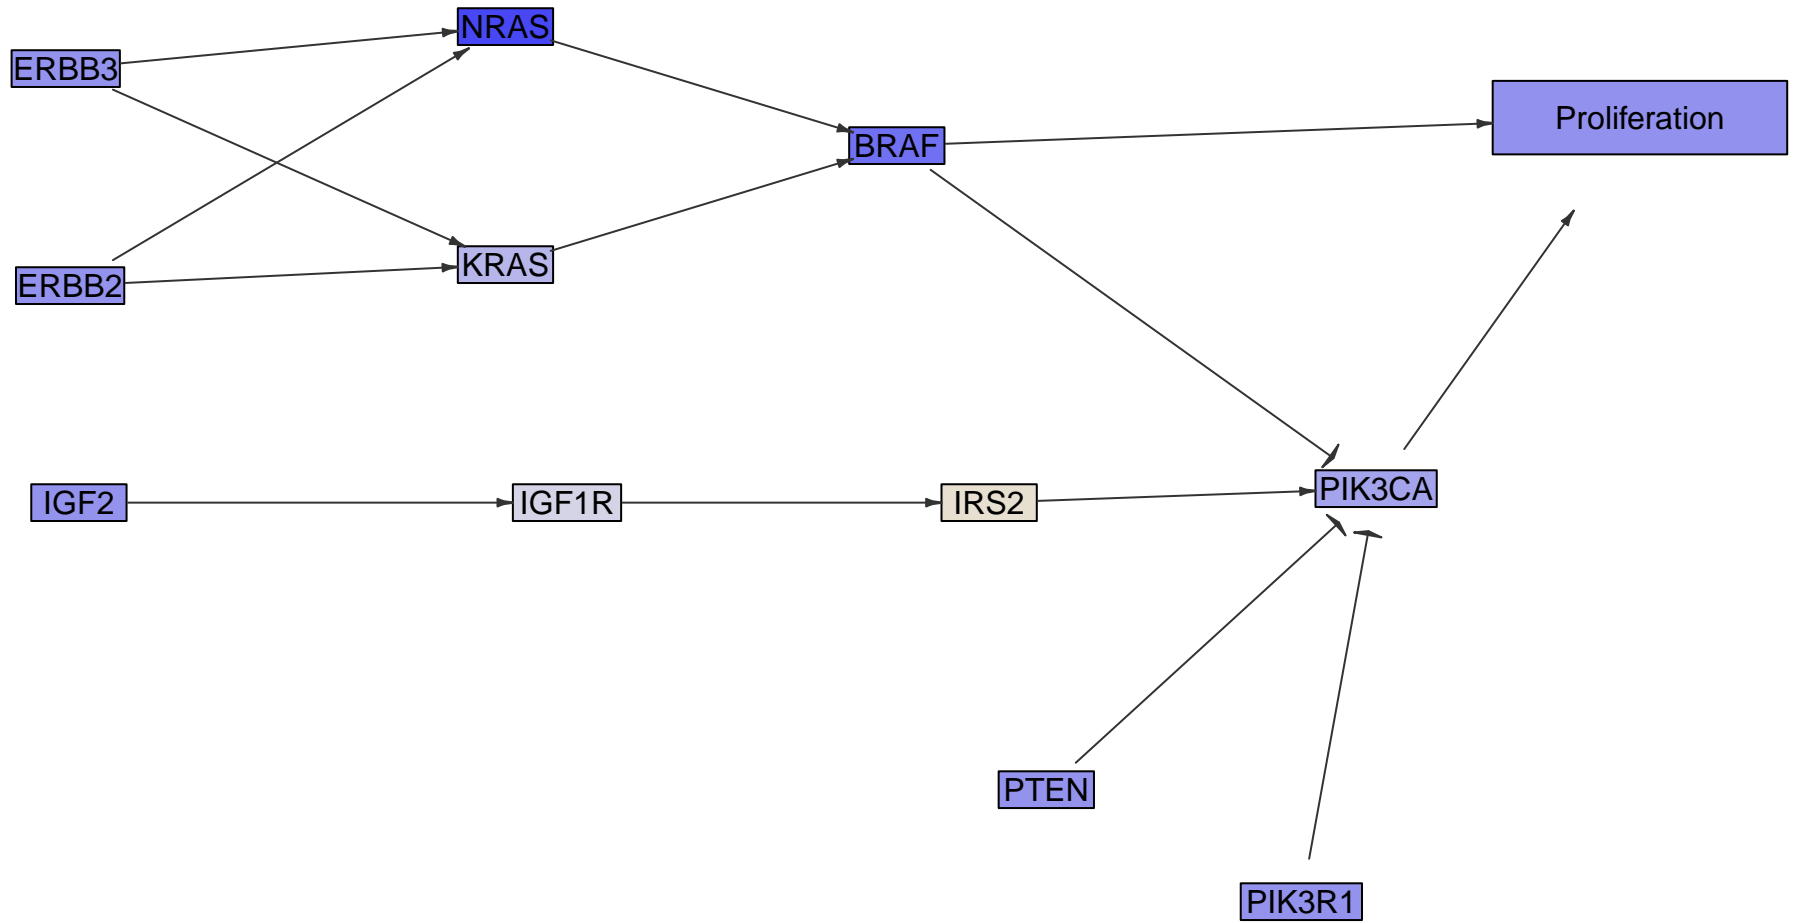 NRAS
ERBB3
Proliferation
BRAF
KRAS
ERBB2
IGF2
IGF1R
IRS2
PIK3CA
PTEN
PIK3R1